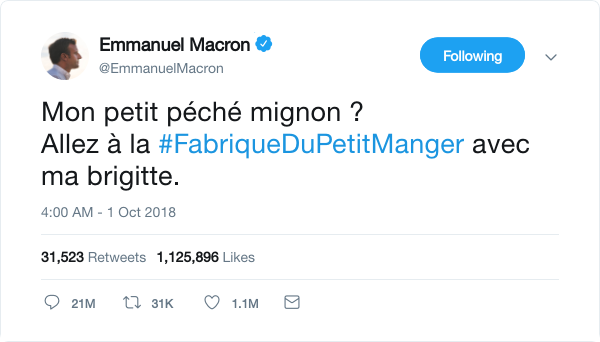 Emmanuel Macron
@EmmanuelMacron
Following
Mon petit péché mignon ?
Allez à la #FabriqueDuPetitManger avec
ma brigitte.
4:00 AM - 1 Oct 2018
31,523 Retweets 1,125,896 Likes
21M 31K 1.1M